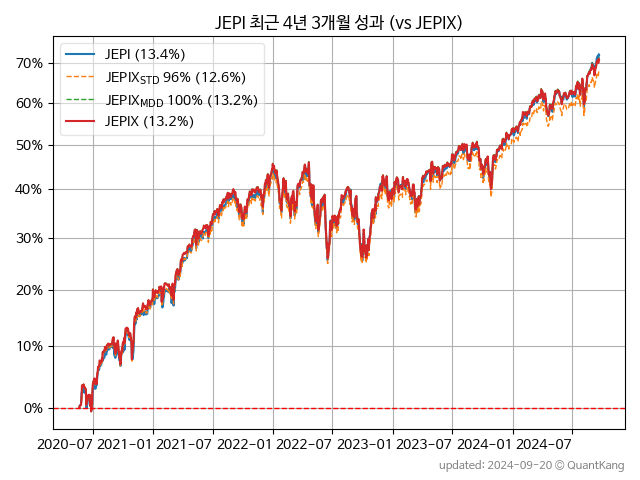 JEPI 최근 4년 3개월 성과 (vs JEPIX)
JEPI (13.4%)
JEPIX_STD 96% (12.6%)
JEPIX_MDD 100% (13.2%)
JEPIX (13.2%)
70%
60%
50%
40%
30%
20%
10%
0%
2020-07 2021-01 2021-07 2022-01 2022-07 2023-01 2023-07 2024-01 2024-07
updated: 2024-09-20 © QuantKang